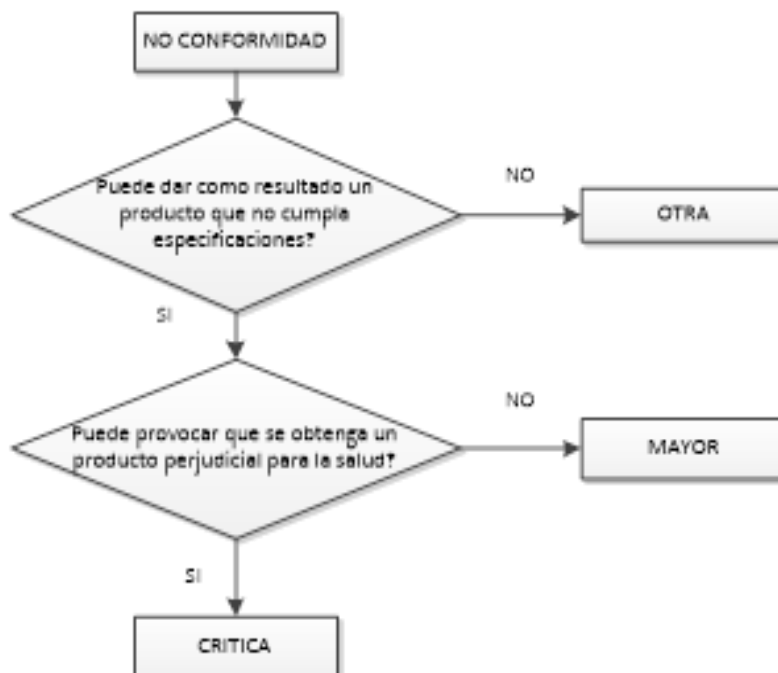 NO CONFORMIDAD
Puede dar como resultado un
producto que no cumpla
especificaciones?
NO
OTRA
SI
Puede provocar que se obtenga un
producto perjudicial para la salud?
NO
MAYOR
SI
CRITICA